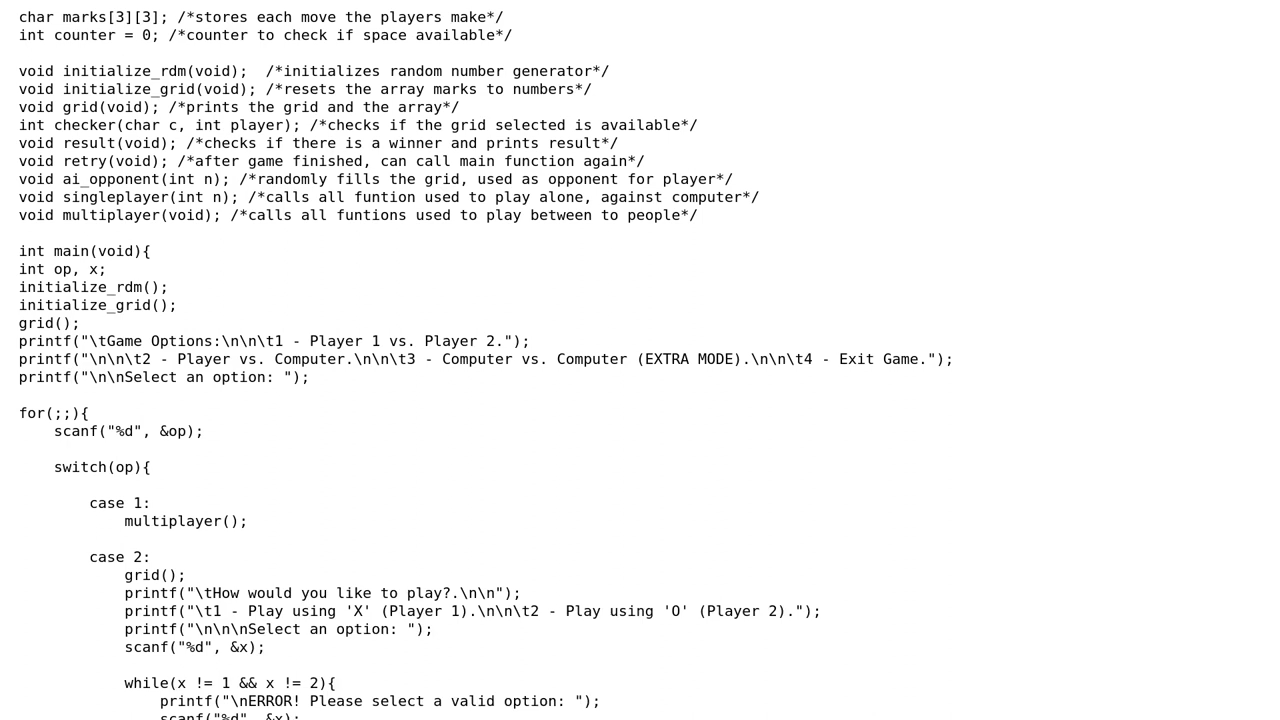 char marks[3][3]; /*stores each move the players make*/
int counter = 0; /*counter to check if space available*/

void initialize_rdm(void);  /*initializes random number generator*/
void initialize_grid(void); /*resets the array marks to numbers*/
void grid(void); /*prints the grid and the array*/
int checker(char c, int player); /*checks if the grid selected is available*/
void result(void); /*checks if there is a winner and prints result*/
void retry(void); /*after game finished, can call main function again*/
void ai_opponent(int n); /*randomly fills the grid, used as opponent for player*/
void singleplayer(int n); /*calls all funtion used to play alone, against computer*/
void multiplayer(void); /*calls all funtions used to play between to people*/

int main(void){
int op, x;
initialize_rdm();
initialize_grid();
grid();
printf("\tGame Options:\n\n\t1 - Player 1 vs. Player 2.");
printf("\n\n\t2 - Player vs. Computer.\n\n\t3 - Computer vs. Computer (EXTRA MODE).\n\n\t4 - Exit Game.");
printf("\n\nSelect an option: ");

for(;;){
    scanf("%d", &op);

    switch(op){

        case 1:
            multiplayer();

        case 2:
            grid();
            printf("\tHow would you like to play?.\n\n");
            printf("\t1 - Play using 'X' (Player 1).\n\n\t2 - Play using 'O' (Player 2).");
            printf("\n\n\nSelect an option: ");
            scanf("%d", &x);

            while(x != 1 && x != 2){
                printf("\nERROR! Please select a valid option: ");
                scanf("%d", &x);